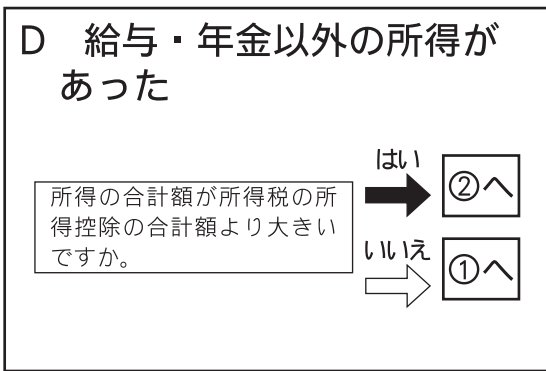 D 給与・年金以外の所得が
あった
所得の合計額が所得税の所
得控除の合計額より大きい
ですか。
はい
②へ
いいえ
①へ